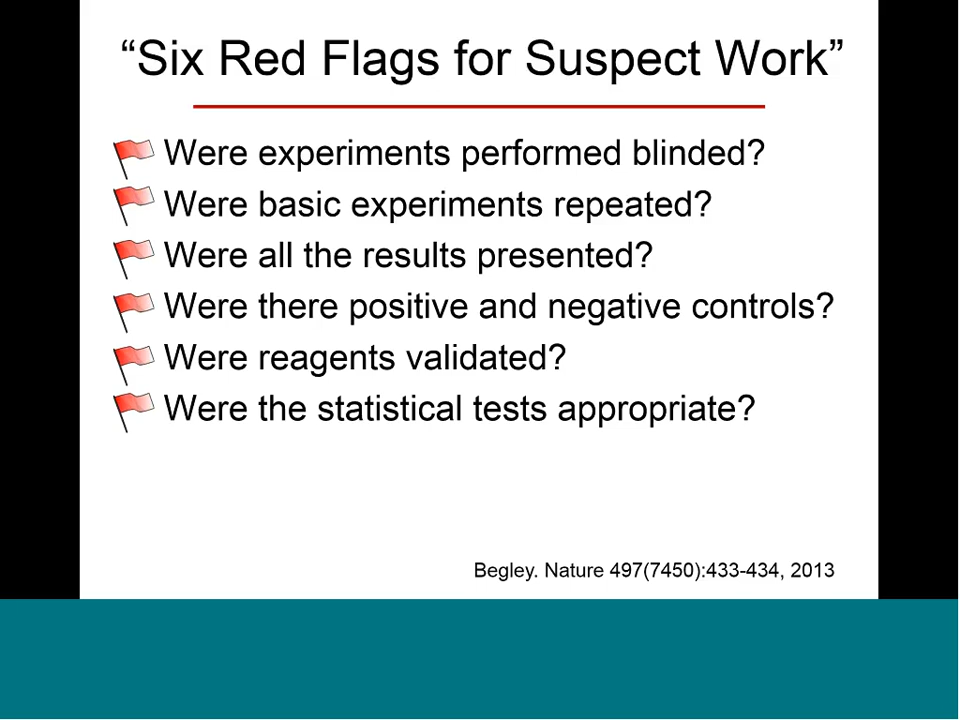 “Six Red Flags for Suspect Work”
Were experiments performed blinded?
Were basic experiments repeated?
Were all the results presented?
Were there positive and negative controls?
Were reagents validated?
Were the statistical tests appropriate?
Begley. Nature 497(7450):433-434, 2013